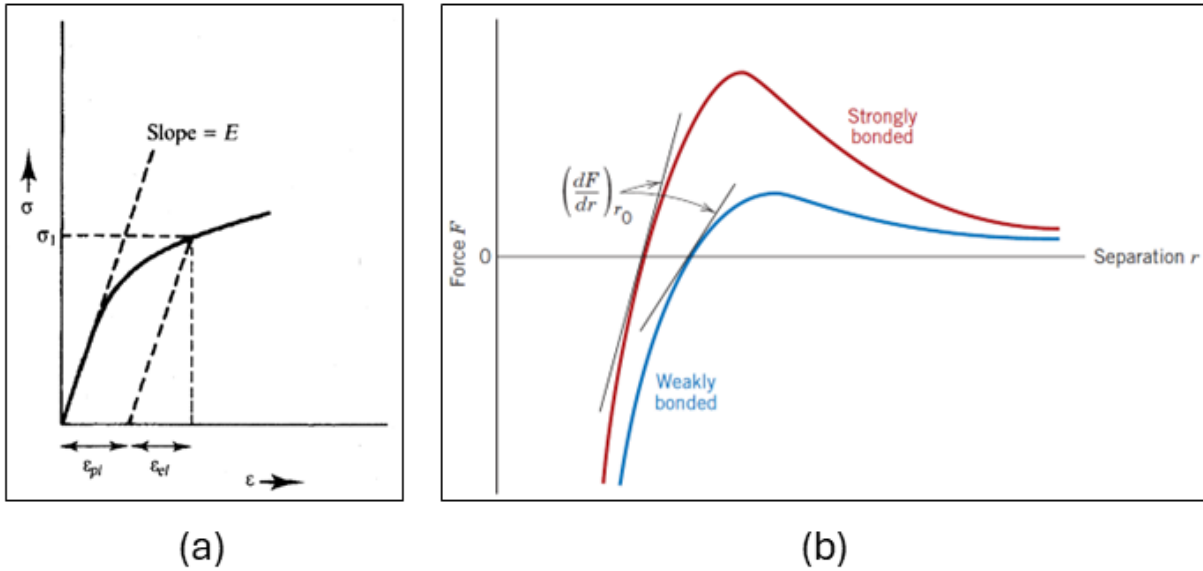 Slope = E
σ
σ1
εpl
εel
ε
(a)
Strongly
bonded
(dF/dr)r0
Force F
0
Separation r
Weakly
bonded
(b)